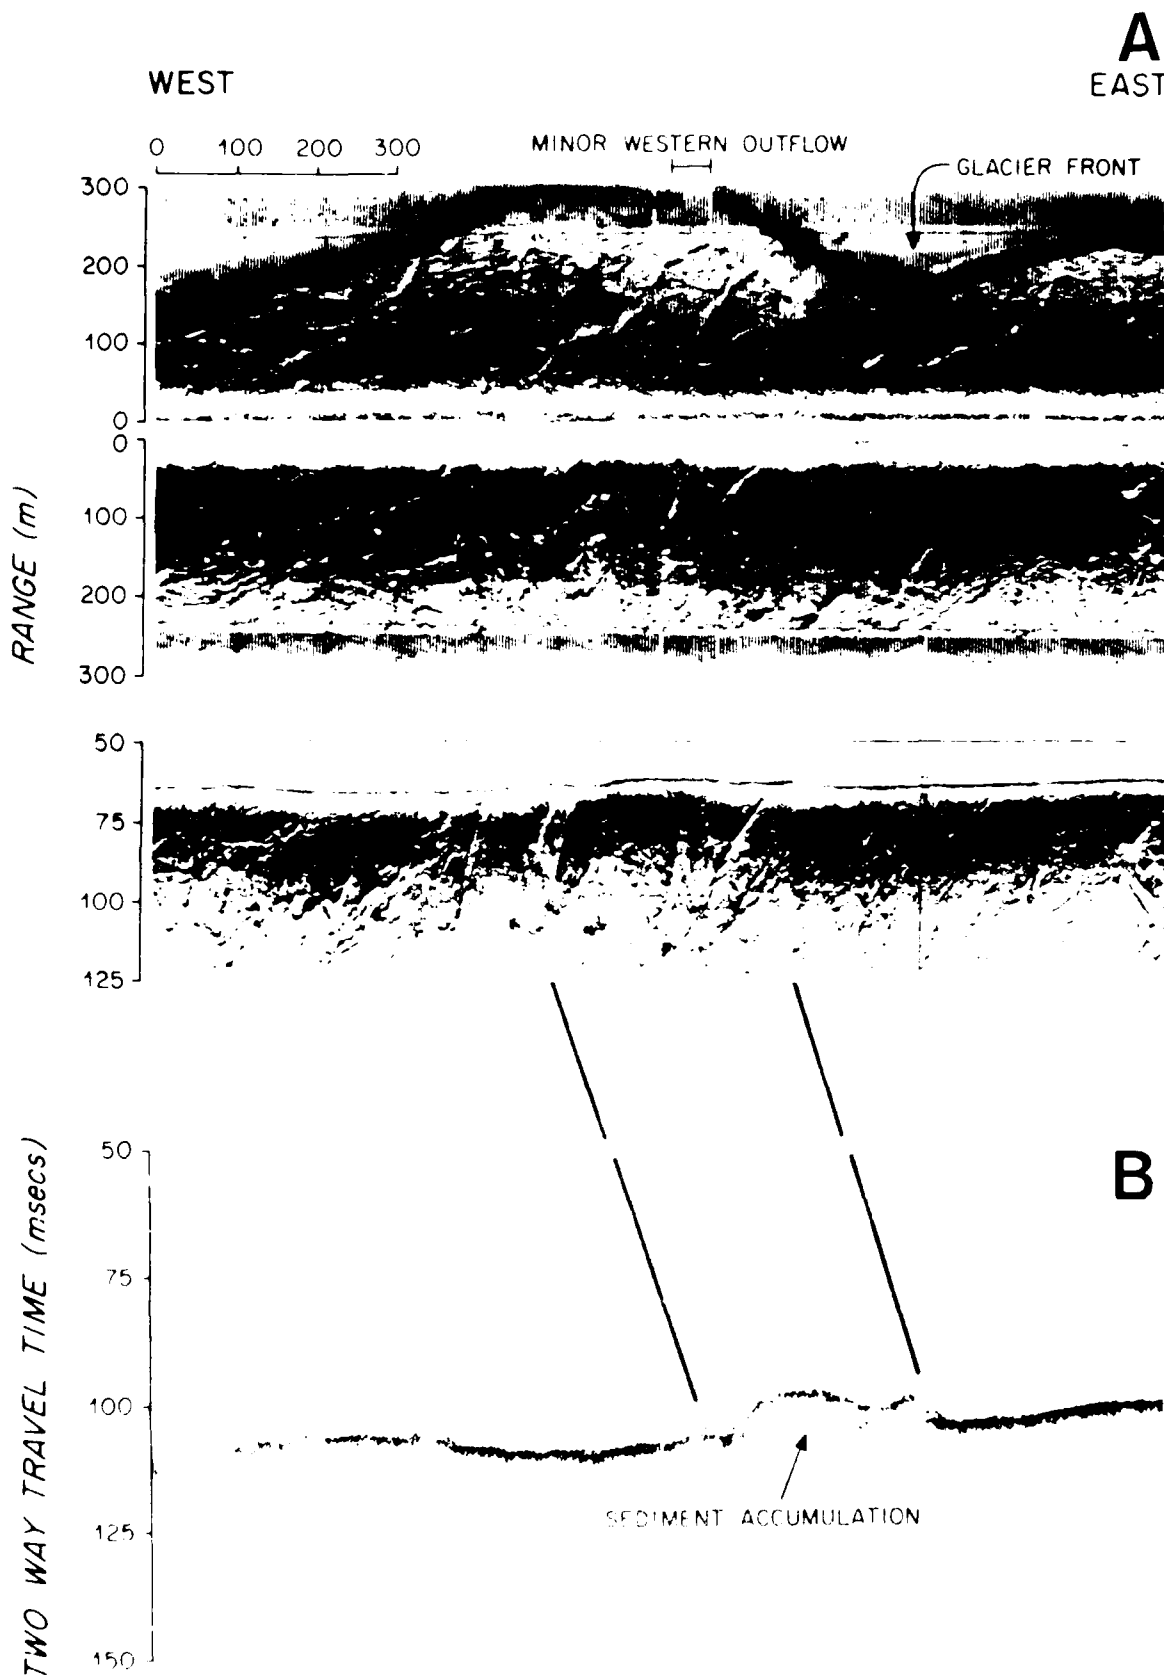 A
WEST
EAST
0 100 200 300
MINOR WESTERN OUTFLOW
GLACIER FRONT
300
200
100
0
0
100
200
300
RANGE (m)
50
75
100
125
B
50
75
100
125
150
TWO WAY TRAVEL TIME (msecs)
SEDIMENT ACCUMULATION